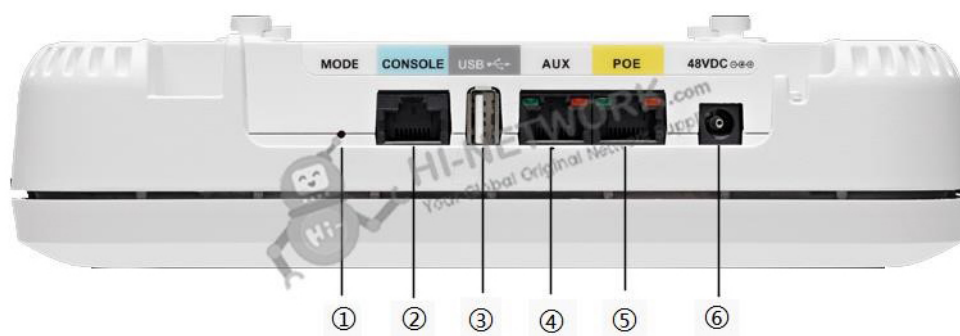 MODE CONSOLE USB AUX POE 48VDC
HI-NETWORK.com
Your Global Original Network Supplier
Hi-
① ② ③ ④ ⑤ ⑥